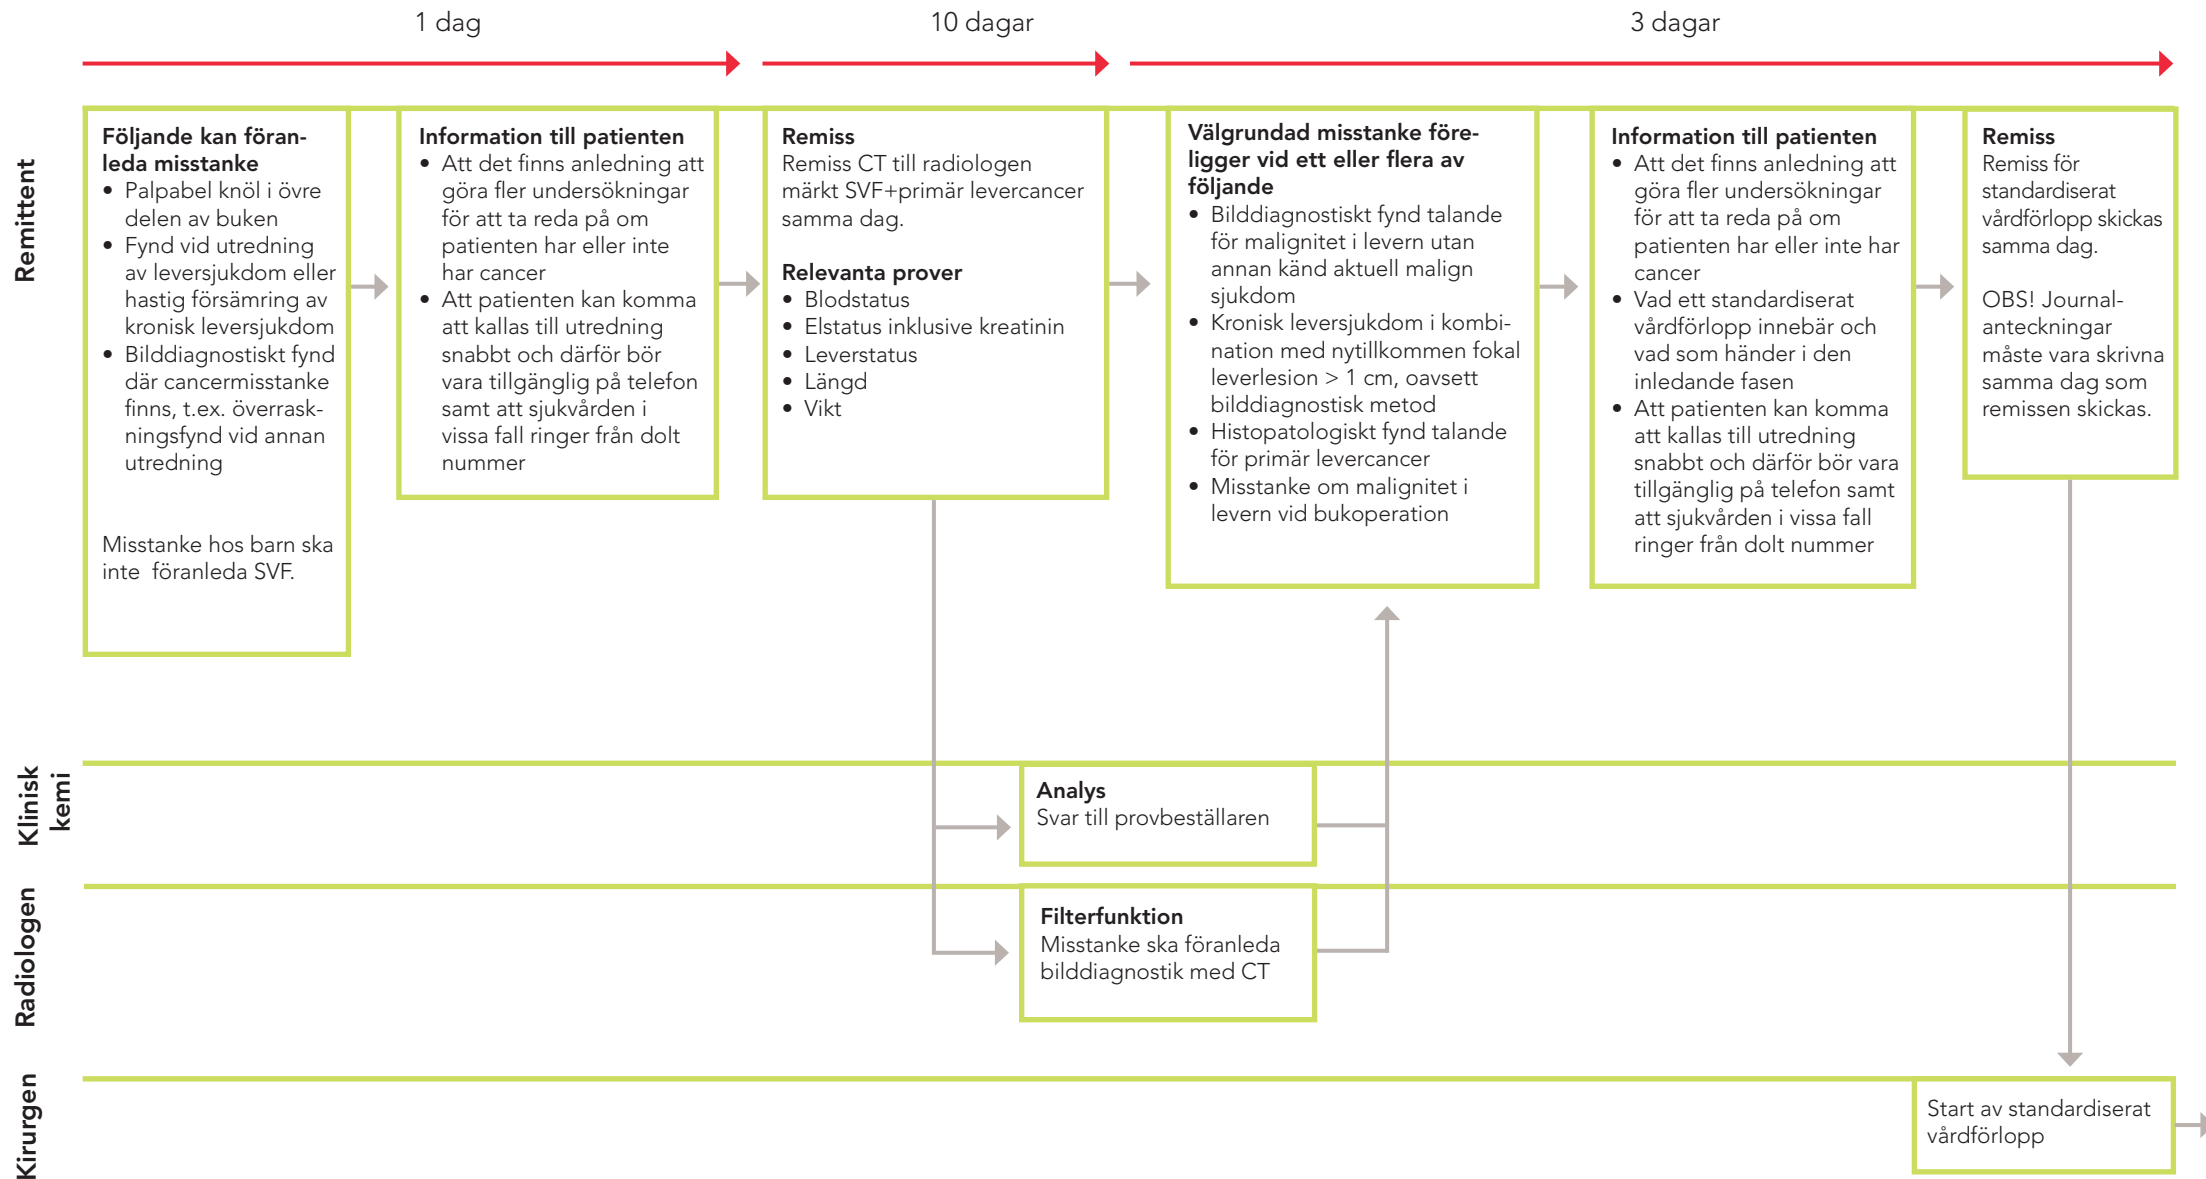 1 dag
10 dagar
3 dagar
Remittent
Följande kan föran-
leda misstanke
• Palpabel knöl i övre
delen av buken
• Fynd vid utredning
av leversjukdom eller
hastig försämring av
kronisk leversjukdom
• Bilddiagnostiskt fynd
där cancermisstanke
finns, t.ex. överrask-
ningsfynd vid annan
utredning
Misstanke hos barn ska
inte föranleda SVF.
Information till patienten
• Att det finns anledning att
göra fler undersökningar
för att ta reda på om
patienten har eller inte
har cancer
• Att patienten kan komma
att kallas till utredning
snabbt och därför bör
vara tillgänglig på telefon
samt att sjukvården i
vissa fall ringer från dolt
nummer
Remiss
Remiss CT till radiologen
märkt SVF+primär levercancer
samma dag.
Relevanta prover
• Blodstatus
• Elstatus inklusive kreatinin
• Leverstatus
• Längd
• Vikt
Välgrundad misstanke före-
ligger vid ett eller flera av
följande
• Bilddiagnostiskt fynd talande
för malignitet i levern utan
annan känd aktuell malign
sjukdom
• Kronisk leversjukdom i kombi-
nation med nytillkommen fokal
leverlesion > 1 cm, oavsett
bilddiagnostisk metod
• Histopatologiskt fynd talande
för primär levercancer
• Misstanke om malignitet i
levern vid bukoperation
Information till patienten
• Att det finns anledning att
göra fler undersökningar
för att ta reda på om
patienten har eller inte har
cancer
• Vad ett standardiserat
vårdförlopp innebär och
vad som händer i den
inledande fasen
• Att patienten kan komma
att kallas till utredning
snabbt och därför bör vara
tillgänglig på telefon samt
att sjukvården i vissa fall
ringer från dolt nummer
Remiss
Remiss för
standardiserat
vårdförlopp skickas
samma dag.
OBS! Journal-
anteckningar
måste vara skrivna
samma dag som
remissen skickas.
Klinisk
kemi
Analys
Svar till provbeställaren
Radiologen
Filterfunktion
Misstanke ska föranleda
bilddiagnostik med CT
Kirurgen
Start av standardiserat
vårdförlopp